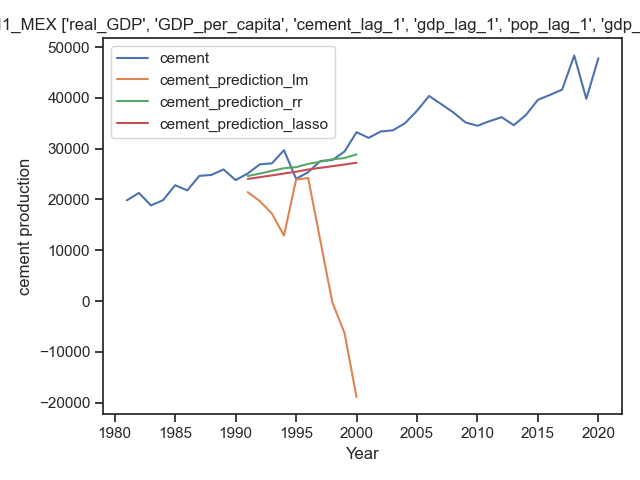 1_MEX ['real_GDP', 'GDP_per_capita', 'cement_lag_1', 'gdp_lag_1', 'pop_lag_1', 'gdp_
cement
cement_prediction_lm
cement_prediction_rr
cement_prediction_lasso
50000
40000
30000
20000
10000
0
−10000
−20000
cement production
1980 1985 1990 1995 2000 2005 2010 2015 2020
Year